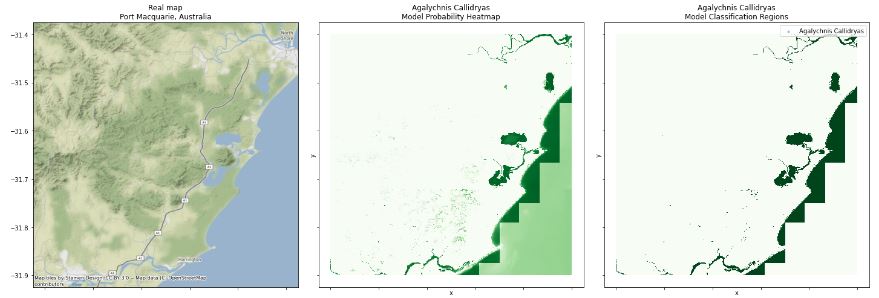 Real map
Port Macquarie, Australia
Agalychnis Callidryas
Model Probability Heatmap
Agalychnis Callidryas
Model Classification Regions
North
Shore
Agalychnis Callidryas
−31.4
−31.5
−31.6
−31.7
−31.8
−31.9
y
y
Harrington
Map tiles by Stamen Design, CC BY 3.0 -- Map data (C) OpenStreetMap
contributors
x
x